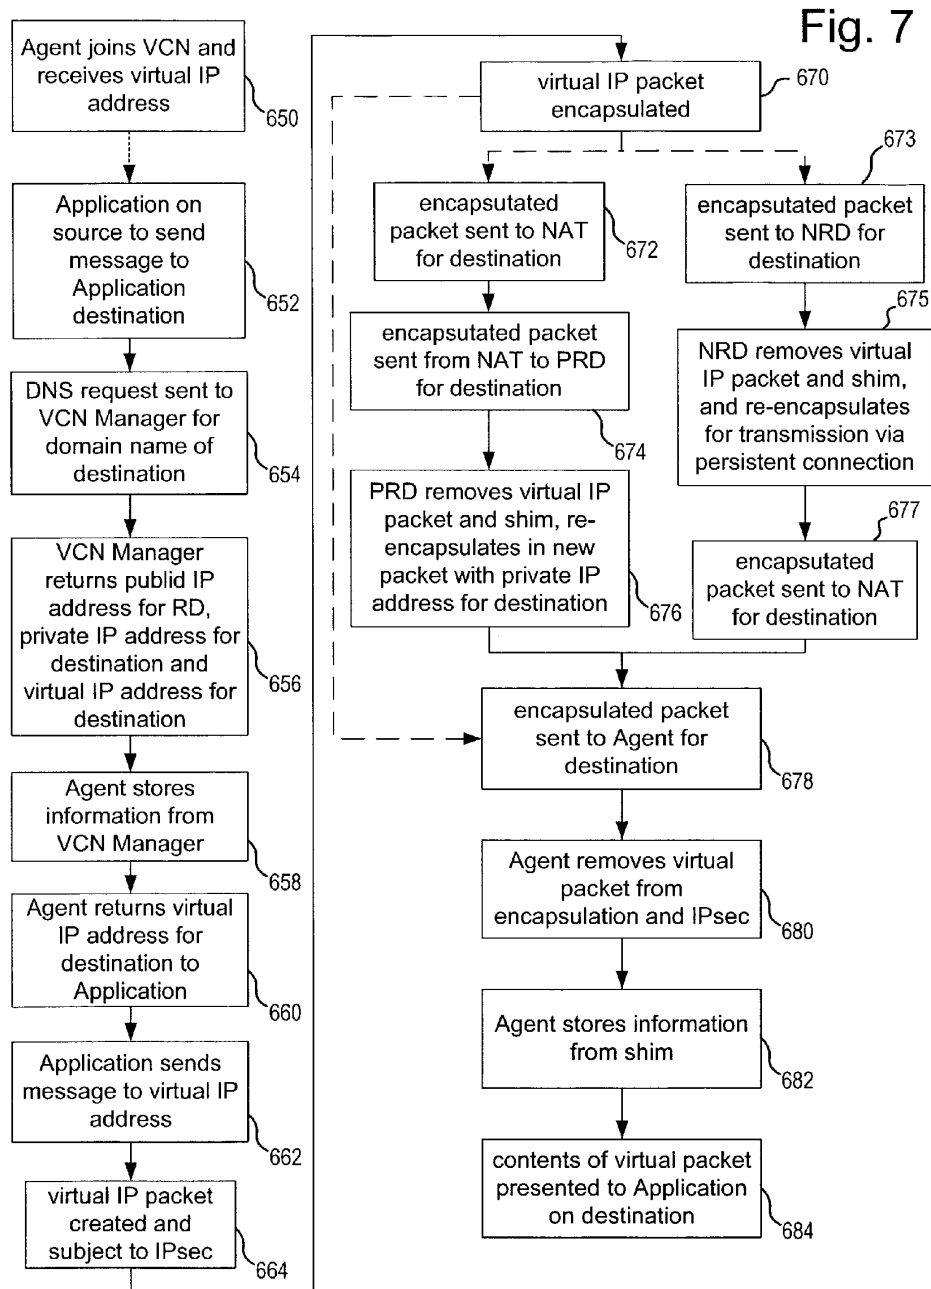 Fig. 7
Agent joins VCN and
receives virtual IP
address
650
Application on
source to send
message to
Application
destination
652
DNS request sent to
VCN Manager for
domain name of
destination
654
VCN Manager
returns publid IP
address for RD,
private IP address for
destination and
virtual IP address for
destination
656
Agent stores
information from
VCN Manager
658
Agent returns virtual
IP address for
destination to
Application
660
Application sends
message to virtual IP
address
662
virtual IP packet
created and
subject to IPsec
664
virtual IP packet
encapsulated
670
encapsutated
packet sent to NAT
for destination
672
encapsutated packet
sent from NAT to PRD
for destination
674
PRD removes virtual IP
packet and shim, re-
encapsulates in new
packet with private IP
address for destination
676
673
encapsutated packet
sent to NRD for
destination
675
NRD removes virtual
IP packet and shim,
and re-encapsulates
for transmission via
persistent connection
677
encapsutated
packet sent to NAT
for destination
encapsulated packet
sent to Agent for
destination
678
Agent removes virtual
packet from
encapsulation and IPsec
680
Agent stores information
from shim
682
contents of virtual packet
presented to Application
on destination
684